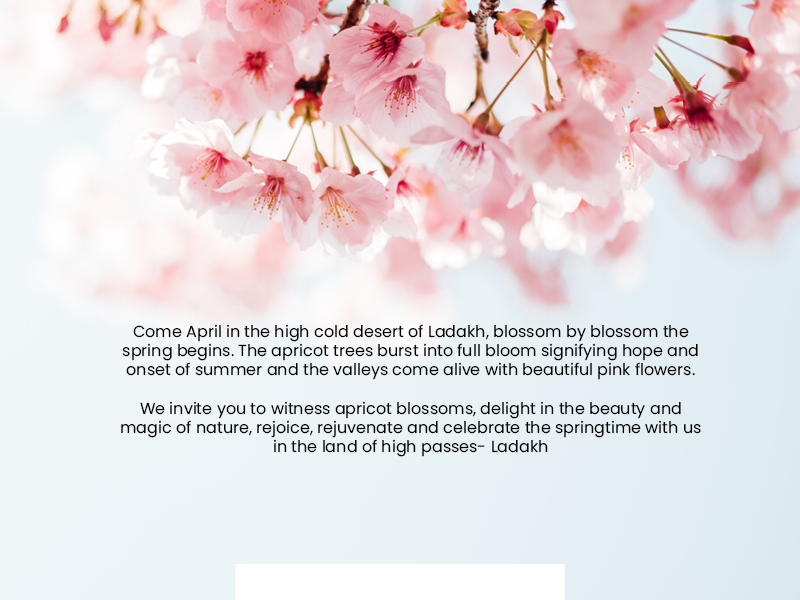 Come April in the high cold desert of Ladakh, blossom by blossom the
spring begins. The apricot trees burst into full bloom signifying hope and
onset of summer and the valleys come alive with beautiful pink flowers.
We invite you to witness apricot blossoms, delight in the beauty and
magic of nature, rejoice, rejuvenate and celebrate the springtime with us
in the land of high passes- Ladakh